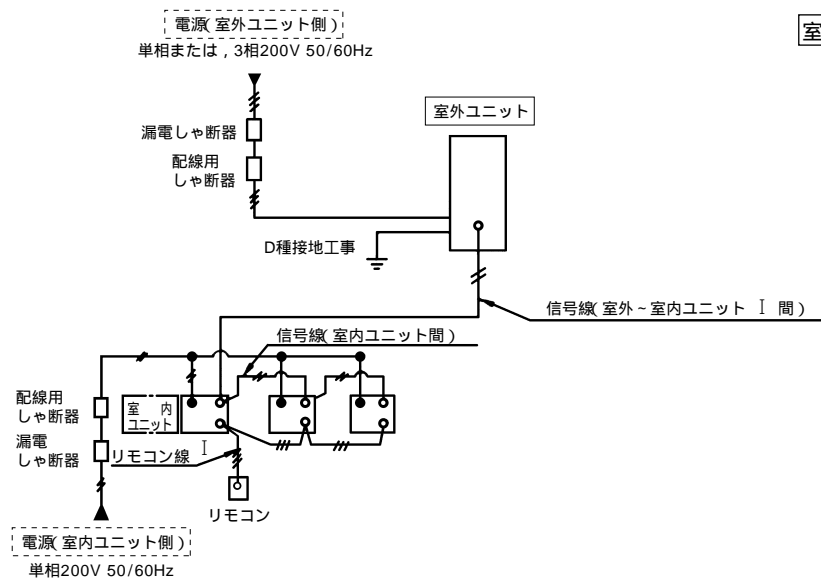 電源(室外ユニット側)
単相または，3相200V 50/60Hz
室
室外ユニット
漏電しゃ断器
配線用
しゃ断器
D種接地工事
信号線(室外～室内ユニット I 間)
信号線(室内ユニット間)
配線用
しゃ断器
室 内
ユニット
漏電
しゃ断器
リモコン線 I
リモコン
電源(室内ユニット側)
単相200V 50/60Hz